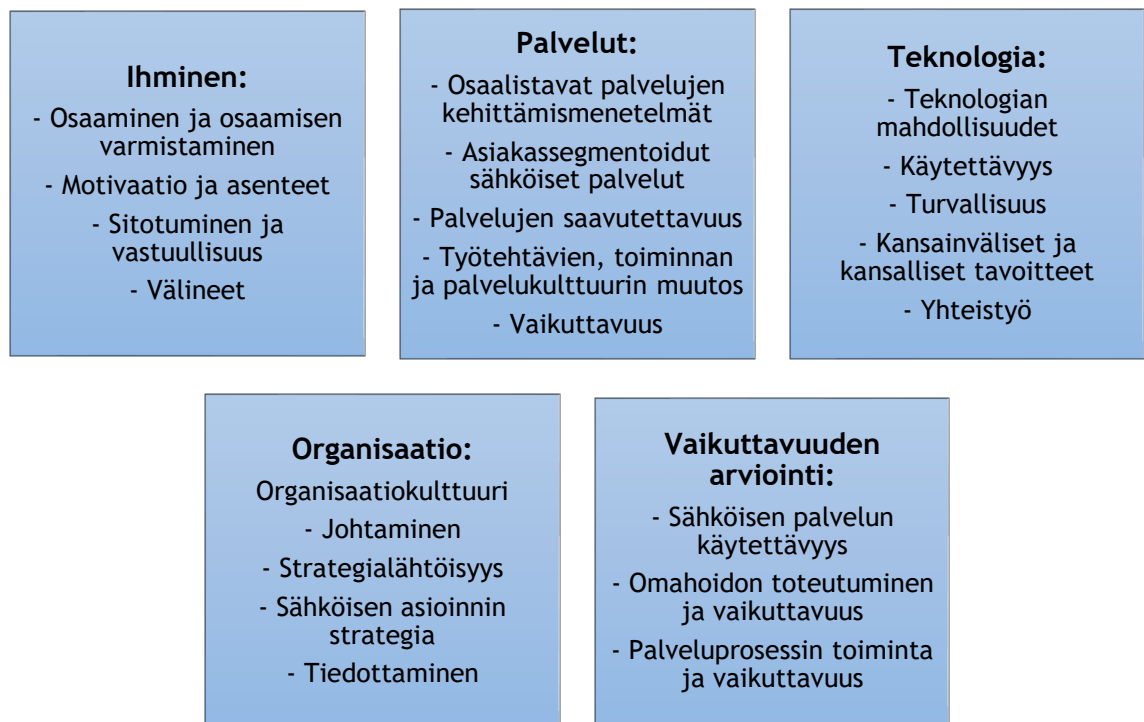 Ihminen:
- Osaaminen ja osaamisen
varmistaminen
- Motivaatio ja asenteet
- Sitotuminen ja
vastuullisuus
- Välineet
Palvelut:
- Osaalistavat palvelujen
kehittämismenetelmät
- Asiakassegmentoidut
sähköiset palvelut
- Palvelujen saavutettavuus
- Työtehtävien, toiminnan
ja palvelukulttuurin muutos
- Vaikuttavuus
Teknologia:
- Teknologian
mahdollisuudet
- Käytettävyys
- Turvallisuus
- Kansainväliset ja
kansalliset tavoitteet
- Yhteistyö
Organisaatio:
Organisaatiokulttuuri
- Johtaminen
- Strategialähtöisyys
- Sähköisen asioinnin
strategia
- Tiedottaminen
Vaikuttavuuden
arviointi:
- Sähköisen palvelun
käytettävyys
- Omahoidon toteutuminen
ja vaikuttavuus
- Palveluprosessin toiminta
ja vaikuttavuus